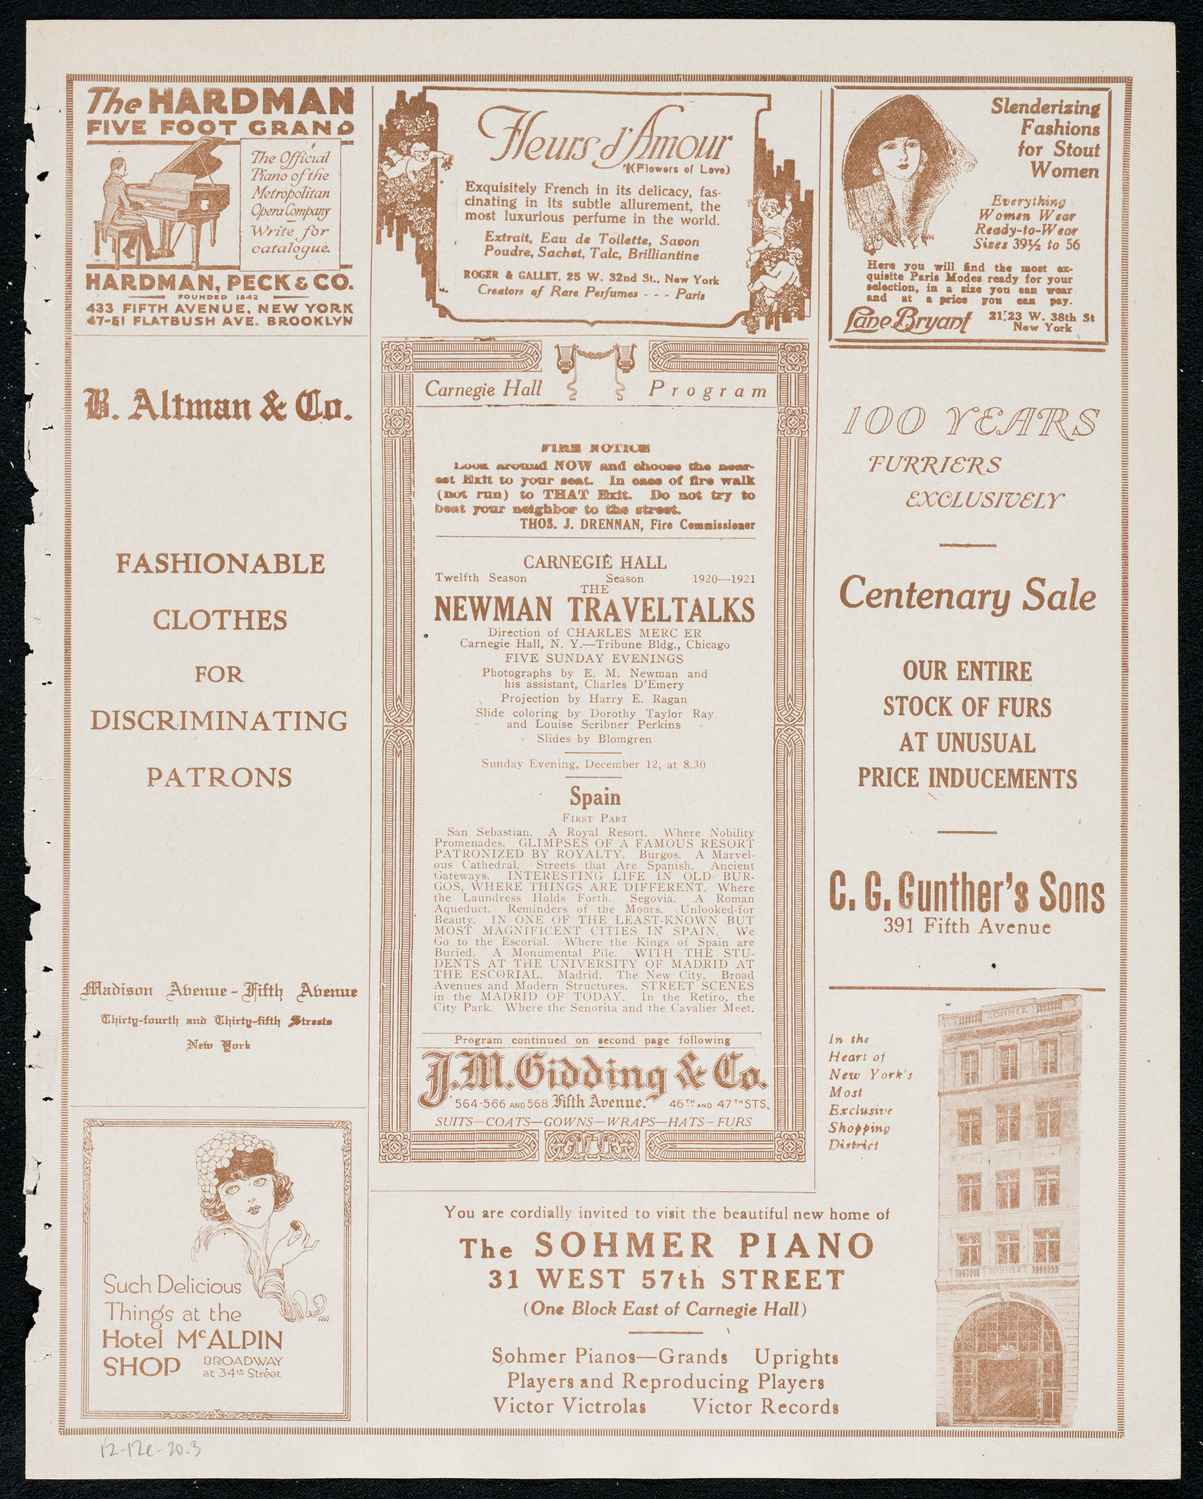 The HARDMAN
FIVE FOOT GRAND
The Official
Piano of the
Metropolitan
Opera Company
Write for
catalogue.
HARDMAN, PECK & CO.
FOUNDED 1842
433 FIFTH AVENUE, NEW YORK
47-51 FLATBUSH AVE. BROOKLYN
Fleurs d'Amour
(Flowers of Love)
Exquisitely French in its delicacy, fas-
cinating in its subtle allurement, the
most luxurious perfume in the world.
Extrait, Eau de Toilette, Savon
Poudre, Sachet, Talc, Brilliantine
ROGER & GALLET, 25 W. 32nd St., New York
Creators of Rare Perfumes - - - Paris
Slenderizing
Fashions
for Stout
Women
Everything
Women Wear
Ready-to-Wear
Sizes 39½ to 56
Here you will find the most ex-
quisite Paris Modes ready for your
selection, in a size you can wear
and at a price you can pay.
Lane Bryant
21-23 W. 38th St
New York
B. Altman & Co.
FASHIONABLE
CLOTHES
FOR
DISCRIMINATING
PATRONS
Madison Avenue - Fifth Avenue
Thirty-fourth and Thirty-fifth Streets
New York
Such Delicious
Things at the
Hotel McALPIN
SHOP
BROADWAY
at 34th Street
Carnegie Hall Program
FIRE NOTICE
Look around NOW and choose the near-
est Exit to your seat. In case of fire walk
(not run) to THAT Exit. Do not try to
beat your neighbor to the street.
THOS. J. DRENNAN, Fire Commissioner
CARNEGIE HALL
Twelfth Season Season 1920—1921
THE
NEWMAN TRAVELTALKS
Direction of CHARLES MERC ER
Carnegie Hall, N. Y.—Tribune Bldg., Chicago
FIVE SUNDAY EVENINGS
Photographs by E. M. Newman and
his assistant, Charles D'Emery
Projection by Harry E. Ragan
Slide coloring by Dorothy Taylor Ray
and Louise Scribner Perkins
Slides by Blomgren
Sunday Evening, December 12, at 8.30
Spain
FIRST PART
San Sebastian. A Royal Resort. Where Nobility
Promenades. GLIMPSES OF A FAMOUS RESORT
PATRONIZED BY ROYALTY. Burgos. A Marvel-
ous Cathedral. Streets that Are Spanish. Ancient
Gateways. INTERESTING LIFE IN OLD BUR-
GOS, WHERE THINGS ARE DIFFERENT. Where
the Laundress Holds Forth. Segovia. A Roman
Aqueduct. Reminders of the Moors. Unlooked-for
Beauty. IN ONE OF THE LEAST-KNOWN BUT
MOST MAGNIFICENT CITIES IN SPAIN. We
Go to the Escorial. Where the Kings of Spain are
Buried. A Monumental Pile. WITH THE STU-
DENTS AT THE UNIVERSITY OF MADRID AT
THE ESCORIAL. Madrid. The New City. Broad
Avenues and Modern Structures. STREET SCENES
in the MADRID OF TODAY. In the Retiro, the
City Park. Where the Senorita and the Cavalier Meet.
Program continued on second page following
J.M. Gidding & Co.
564-566 AND 568 Fifth Avenue. 46TH AND 47TH STS.
SUITS—COATS—GOWNS—WRAPS—HATS—FURS
100 YEARS
FURRIERS
EXCLUSIVELY
Centenary Sale
OUR ENTIRE
STOCK OF FURS
AT UNUSUAL
PRICE INDUCEMENTS
C. G. Gunther's Sons
391 Fifth Avenue
In the
Heart of
New York's
Most
Exclusive
Shopping
District
SOHMER
You are cordially invited to visit the beautiful new home of
The SOHMER PIANO
31 WEST 57th STREET
(One Block East of Carnegie Hall)
Sohmer Pianos—Grands Uprights
Players and Reproducing Players
Victor Victrolas Victor Records
12-12e-20.3